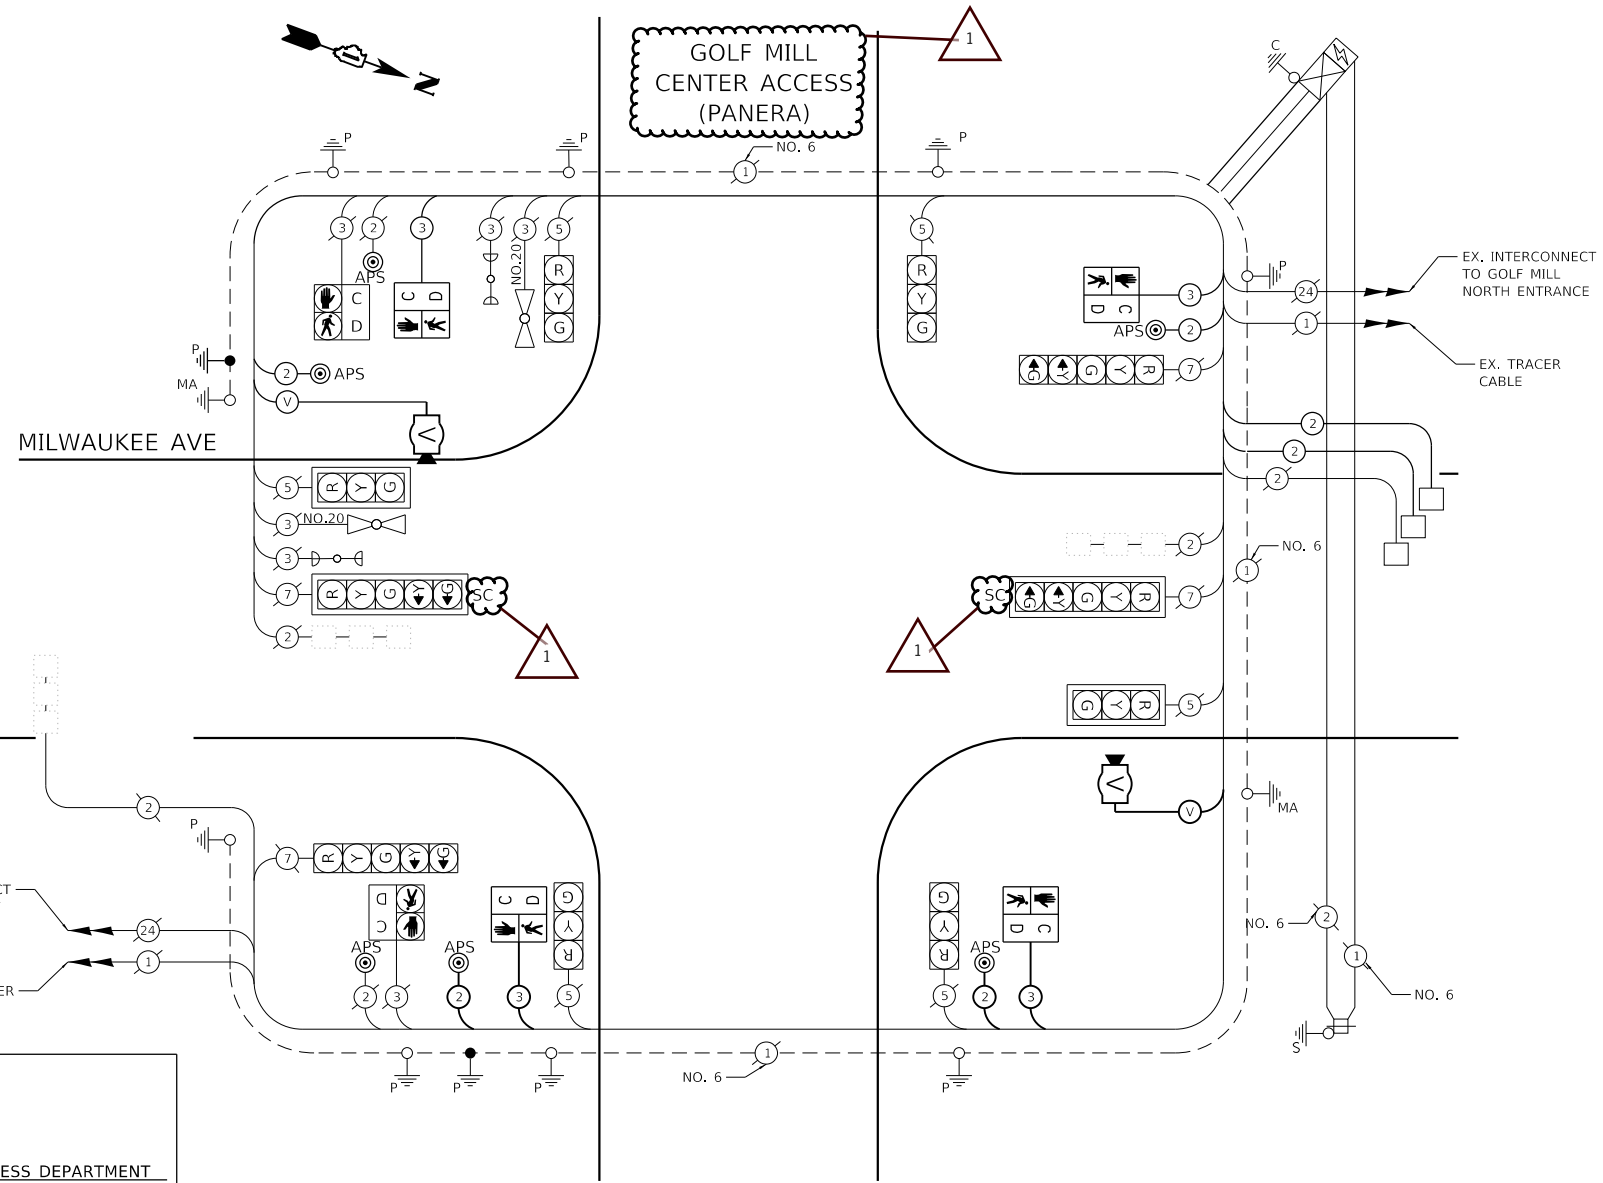 N
GOLF MILL
CENTER ACCESS
(PANERA)
1
C
P
P
NO. 6
1
P
3
2
3
3
3
5
5
APS
NO.20
C
D
C D
R
Y
G
R
Y
G
C
D
3
APS
2
P
24
EX. INTERCONNECT
TO GOLF MILL
NORTH ENTRANCE
1
EX. TRACER
CABLE
P
MA
2
APS
V
V
G Y G Y R
7
MILWAUKEE AVE
2
2
2
5
R Y G
3
NO.20
3
7
R Y G Y G
SC
1
2
2
NO. 6
1
SC
G Y G Y R
7
1
G Y R
5
V
V
MA
2
P
7
R Y G Y G
CT
24
1
ER
D
C
C D
G
Y
R
APS
APS
2
3
2
3
5
G
Y
R
C
D
APS
5
2
3
NO. 6
2
1
NO. 6
S
P
P
P
NO. 6
1
P
ESS DEPARTMENT